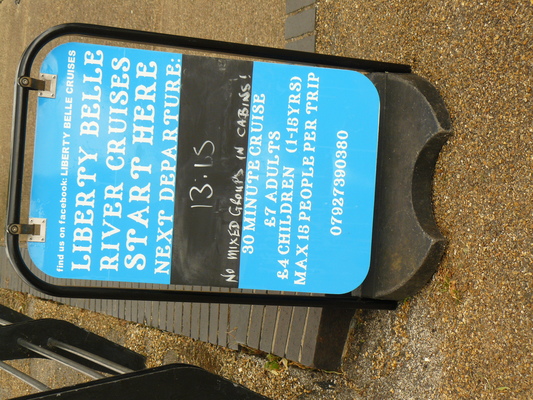 find us on facebook: LIBERTY BELLE CRUISES
LIBERTY BELLE
RIVER CRUISES
START HERE
NEXT DEPARTURE:
13:15
NO MIXED GROUPS IN CABINS!
30 MINUTE CRUISE
£7 ADULTS
£4 CHILDREN (1-15YRS)
MAX 15 PEOPLE PER TRIP
07927390380